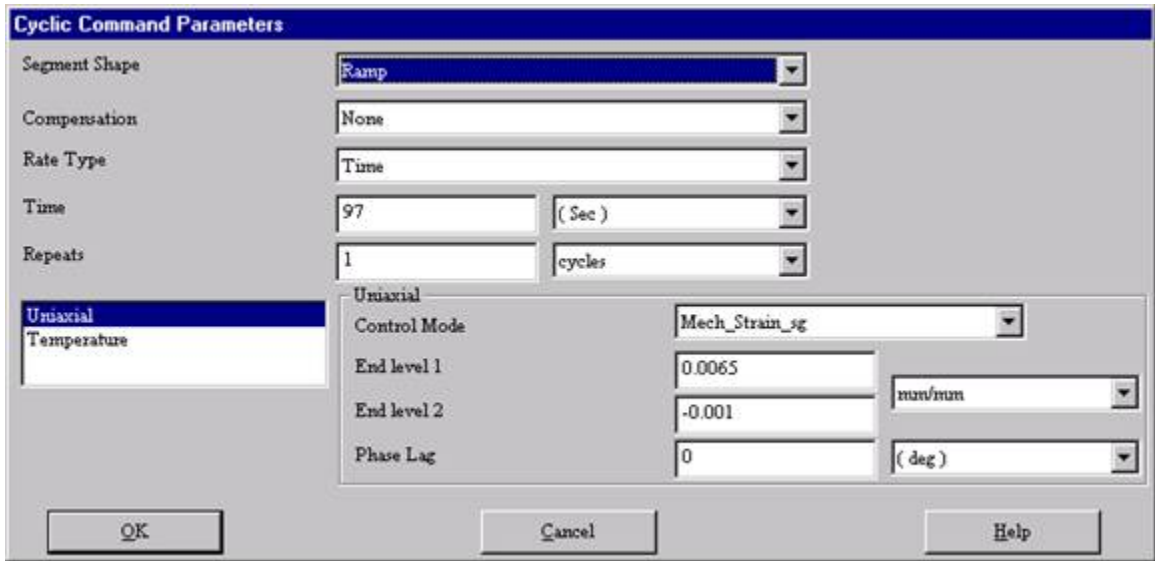 Cyclic Command Parameters
Segment Shape Ramp
Compensation None
Rate Type Time
Time 97 ( Sec )
Repeats 1 cycles
Uniaxial
Temperature
Uniaxial
Control Mode Mech_Strain_sg
End level 1 0.0065
mm/mm
End level 2 -0.001
Phase Lag 0 ( deg )
OK Cancel Help